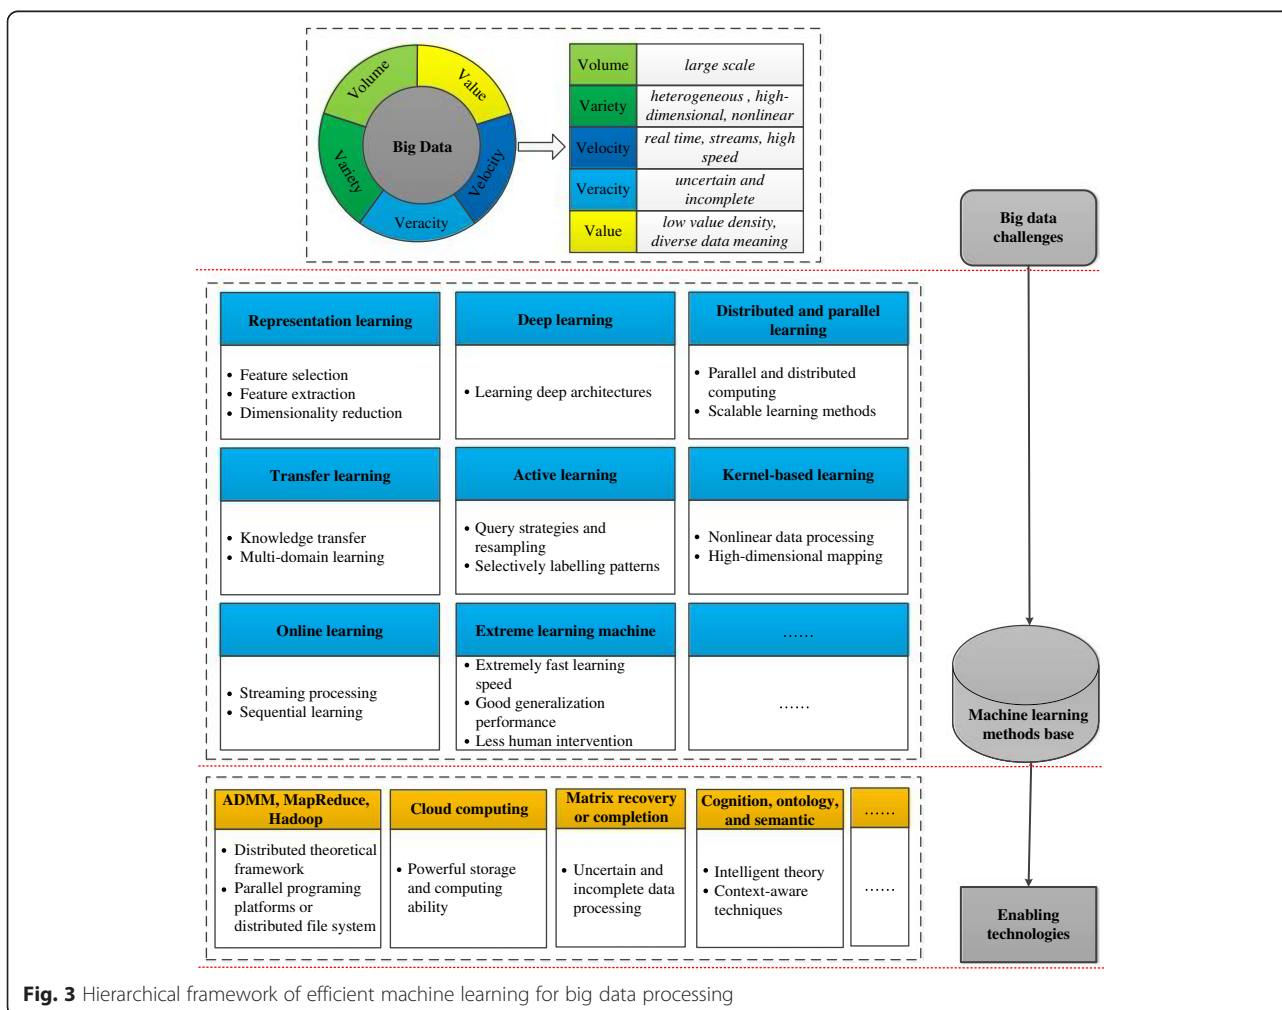 Volume
Value
Variety
Velocity
Veracity
Big Data
Volume
large scale
Variety
heterogeneous , high-
dimensional, nonlinear
Velocity
real time, streams, high
speed
Veracity
uncertain and
incomplete
Value
low value density,
diverse data meaning
Big data
challenges
Representation learning
• Feature selection
• Feature extraction
• Dimensionality reduction
Deep learning
• Learning deep architectures
Distributed and parallel
learning
• Parallel and distributed
computing
• Scalable learning methods
Transfer learning
• Knowledge transfer
• Multi-domain learning
Active learning
• Query strategies and
resampling
• Selectively labelling patterns
Kernel-based learning
• Nonlinear data processing
• High-dimensional mapping
Online learning
• Streaming processing
• Sequential learning
Extreme learning machine
• Extremely fast learning
speed
• Good generalization
performance
• Less human intervention
……
……
Machine learning
methods base
ADMM, MapReduce,
Hadoop
• Distributed theoretical
framework
• Parallel programing
platforms or
distributed file system
Cloud computing
• Powerful storage
and computing
ability
Matrix recovery
or completion
• Uncertain and
incomplete data
processing
Cognition, ontology,
and semantic
• Intelligent theory
• Context-aware
techniques
……
……
Enabling
technologies
Fig. 3 Hierarchical framework of efficient machine learning for big data processing